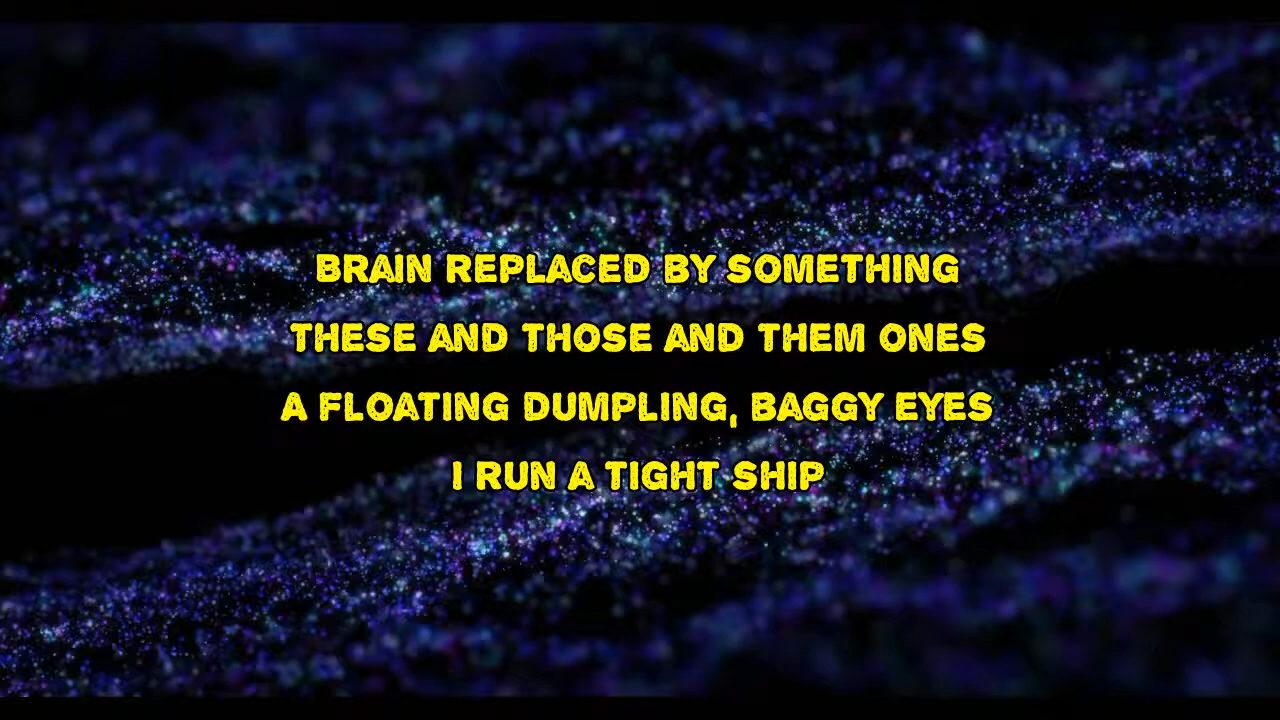 BRAIN REPLACED BY SOMETHING
THESE AND THOSE AND THEM ONES
A FLOATING DUMPLING, BAGGY EYES
I RUN A TIGHT SHIP